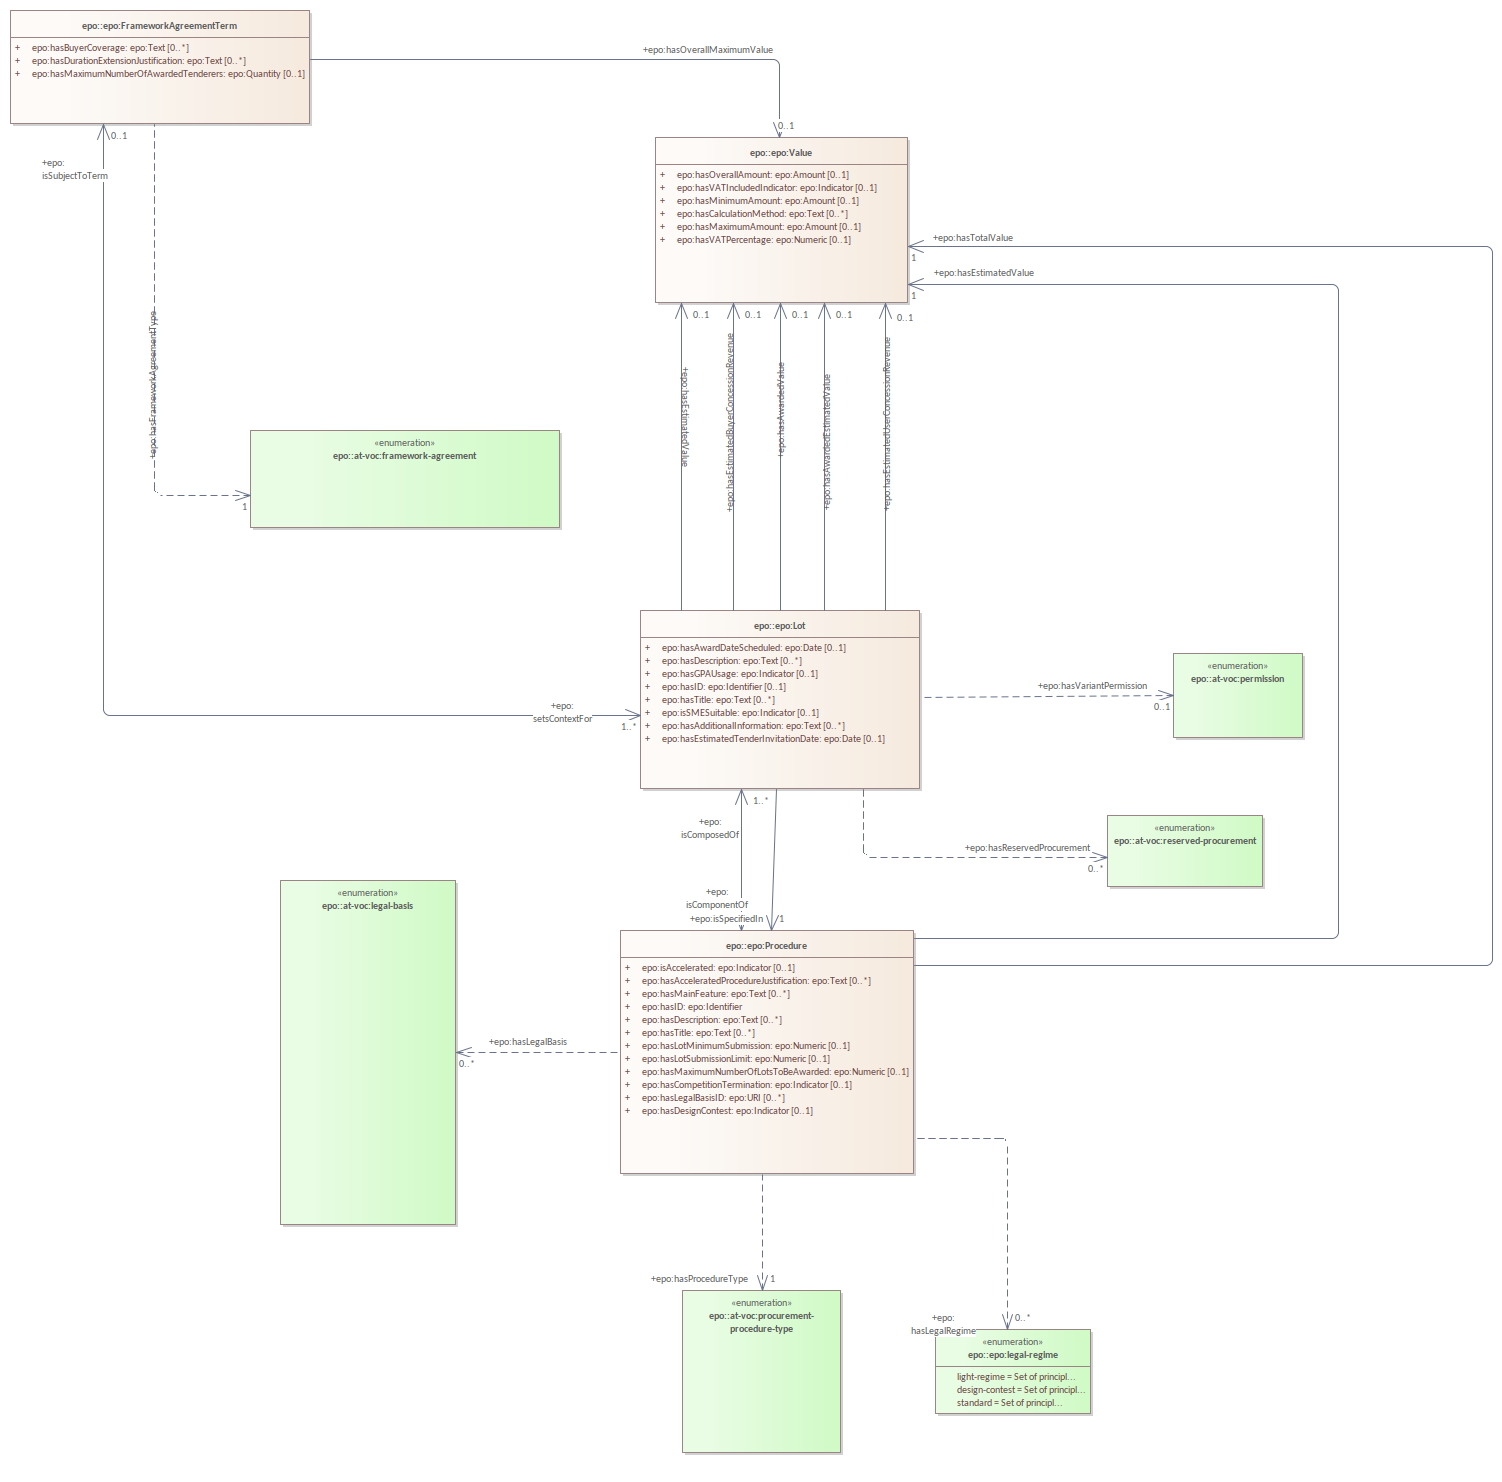 epo::epo:FrameworkAgreementTerm
+ epo:hasBuyerCoverage: epo:Text [0..*]
+ epo:hasDurationExtensionJustification: epo:Text [0..*]
+ epo:hasMaximumNumberOfAwardedTenderers: epo:Quantity [0..1]
+epo:hasOverallMaximumValue
0..1
0..1
+epo:
isSubjectToTerm
epo::epo:Value
+ epo:hasOverallAmount: epo:Amount [0..1]
+ epo:hasVATIncludedIndicator: epo:Indicator [0..1]
+ epo:hasMinimumAmount: epo:Amount [0..1]
+ epo:hasCalculationMethod: epo:Text [0..*]
+ epo:hasMaximumAmount: epo:Amount [0..1]
+ epo:hasVATPercentage: epo:Numeric [0..1]
+epo:hasTotalValue
1
+epo:hasEstimatedValue
1
0..1
0..1
0..1
0..1
0..1
+epo:hasFrameworkAgreementType
+epo:hasEstimatedValue
+epo:hasEstimatedBuyerConcessionRevenue
+epo:hasAwardedValue
+epo:hasAwardedEstimatedValue
+epo:hasEstimatedUserConcessionRevenue
«enumeration»
epo::at-voc:framework-agreement
1
epo::epo:Lot
+ epo:hasAwardDateScheduled: epo:Date [0..1]
+ epo:hasDescription: epo:Text [0..*]
+ epo:hasGPAUsage: epo:Indicator [0..1]
+ epo:hasID: epo:Identifier [0..1]
+ epo:hasTitle: epo:Text [0..*]
+ epo:isSMESuitable: epo:Indicator [0..1]
+ epo:hasAdditionalInformation: epo:Text [0..*]
+ epo:hasEstimatedTenderInvitationDate: epo:Date [0..1]
+epo:
setsContextFor
1..*
+epo:hasVariantPermission
0..1
«enumeration»
epo::at-voc:permission
1..*
+epo:
isComposedOf
+epo:hasReservedProcurement
0..*
«enumeration»
epo::at-voc:reserved-procurement
+epo:
isComponentOf
+epo:isSpecifiedIn
1
«enumeration»
epo::at-voc:legal-basis
epo::epo:Procedure
+ epo:isAccelerated: epo:Indicator [0..1]
+ epo:hasAcceleratedProcedureJustification: epo:Text [0..*]
+ epo:hasMainFeature: epo:Text [0..*]
+ epo:hasID: epo:Identifier
+ epo:hasDescription: epo:Text [0..*]
+ epo:hasTitle: epo:Text [0..*]
+ epo:hasLotMinimumSubmission: epo:Numeric [0..1]
+ epo:hasLotSubmissionLimit: epo:Numeric [0..1]
+ epo:hasMaximumNumberOfLotsToBeAwarded: epo:Numeric [0..1]
+ epo:hasCompetitionTermination: epo:Indicator [0..1]
+ epo:hasLegalBasisID: epo:URI [0..*]
+ epo:hasDesignContest: epo:Indicator [0..1]
+epo:hasLegalBasis
0..*
+epo:hasProcedureType
1
«enumeration»
epo::at-voc:procurement-
procedure-type
+epo:
hasLegalRegime
0..*
«enumeration»
epo::epo:legal-regime
light-regime = Set of principl...
design-contest = Set of principl...
standard = Set of principl...